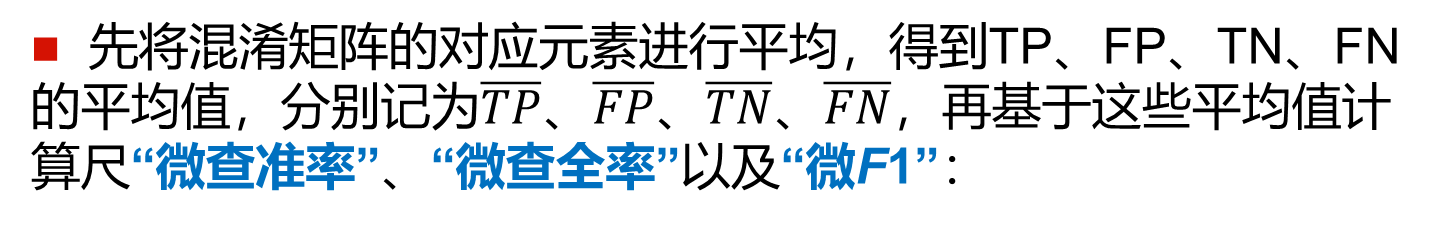 ■ 先将混淆矩阵的对应元素进行平均，得到TP、FP、TN、FN
的平均值，分别记为$\overline{TP}$、$\overline{FP}$、$\overline{TN}$、$\overline{FN}$，再基于这些平均值计
算尺“微查准率”、“微查全率”以及“微F1”：